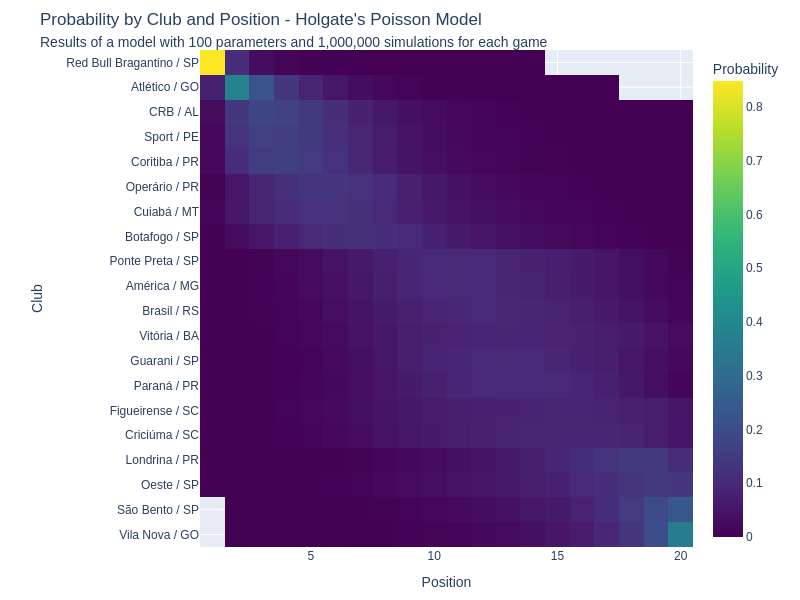 Probability by Club and Position - Holgate's Poisson Model
Results of a model with 100 parameters and 1,000,000 simulations for each game
Probability
Club
Red Bull Bragantino / SP
Atlético / GO
CRB / AL
Sport / PE
Coritiba / PR
Operário / PR
Cuiabá / MT
Botafogo / SP
Ponte Preta / SP
América / MG
Brasil / RS
Vitória / BA
Guarani / SP
Paraná / PR
Figueirense / SC
Criciúma / SC
Londrina / PR
Oeste / SP
São Bento / SP
Vila Nova / GO
0.8
0.7
0.6
0.5
0.4
0.3
0.2
0.1
0
5 10 15 20
Position